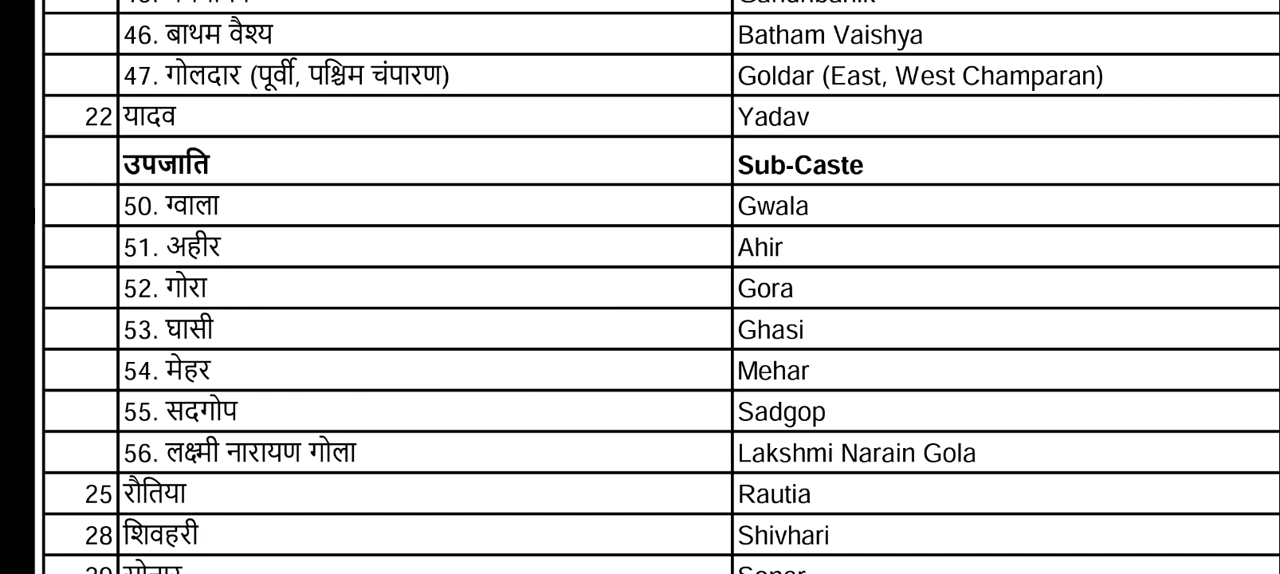 46. बाथम वैश्य Batham Vaishya
47. गोलदार (पूर्वी, पश्चिम चंपारण) Goldar (East, West Champaran)
22 यादव Yadav
उपजाति Sub-Caste
50. ग्वाला Gwala
51. अहीर Ahir
52. गोरा Gora
53. घासी Ghasi
54. मेहर Mehar
55. सदगोप Sadgop
56. लक्ष्मी नारायण गोला Lakshmi Narain Gola
25 रौतिया Rautia
28 शिवहरी Shivhari